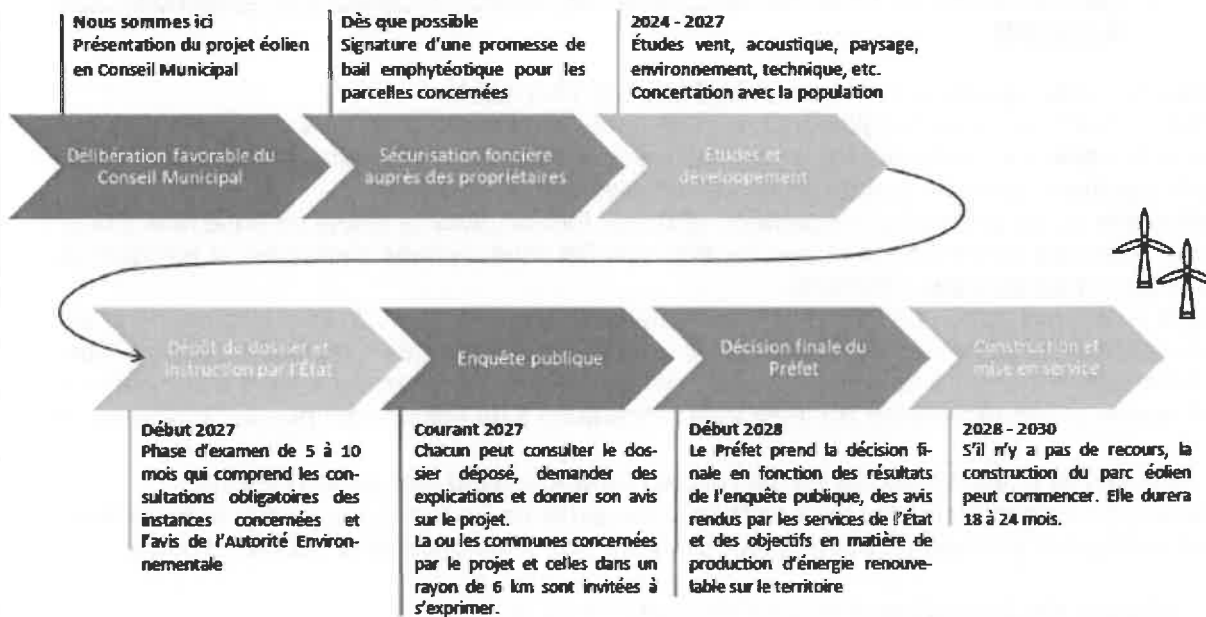 Nous sommes ici
Présentation du projet éolien
en Conseil Municipal
Dès que possible
Signature d'une promesse de
bail emphytéotique pour les
parcelles concernées
2024 - 2027
Études vent, acoustique, paysage,
environnement, technique, etc.
Concertation avec la population
Délibération favorable du
Conseil Municipal
Sécurisation foncière
auprès des propriétaires
Etudes et
développement
Dépôt du dossier et
instruction par l'État
Enquête publique
Décision finale du
Préfet
Construction et
mise en service
Début 2027
Phase d'examen de 5 à 10
mois qui comprend les con-
sultations obligatoires des
instances concernées et
l'avis de l'Autorité Environ-
nementale
Courant 2027
Chacun peut consulter le dos-
sier déposé, demander des
explications et donner son avis
sur le projet.
La ou les communes concernées
par le projet et celles dans un
rayon de 6 km sont invitées à
s'exprimer.
Début 2028
Le Préfet prend la décision fi-
nale en fonction des résultats
de l'enquête publique, des avis
rendus par les services de l'État
et des objectifs en matière de
production d'énergie renouve-
lable sur le territoire
2028 - 2030
S'il n'y a pas de recours, la
construction du parc éolien
peut commencer. Elle durera
18 à 24 mois.